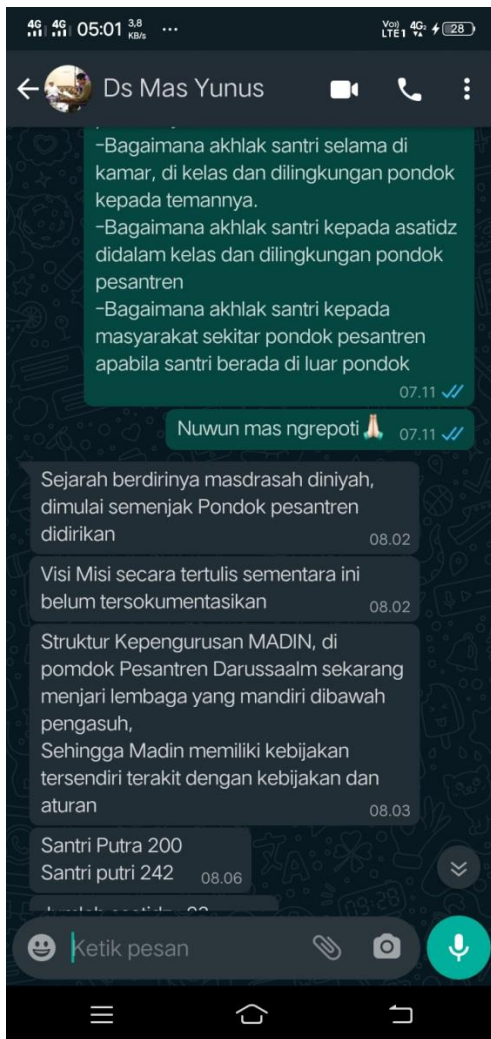 4G 4G 05:01 3,8 KB/s ... Vo) LTE1 4G 28
Ds Mas Yunus
-Bagaimana akhlak santri selama di
kamar, di kelas dan dilingkungan pondok
kepada temannya.
-Bagaimana akhlak santri kepada asatidz
didalam kelas dan dilingkungan pondok
pesantren
-Bagaimana akhlak santri kepada
masyarakat sekitar pondok pesantren
apabila santri berada di luar pondok
07.11
Nuwun mas ngrepoti🙏🏻 07.11
Sejarah berdirinya masdrasah diniyah,
dimulai semenjak Pondok pesantren
didirikan 08.02
Visi Misi secara tertulis sementara ini
belum tersokumentasikan 08.02
Struktur Kepengurusan MADIN, di
pomdok Pesantren Darussaalm sekarang
menjari lembaga yang mandiri dibawah
pengasuh,
Sehingga Madin memiliki kebijakan
tersendiri terakit dengan kebijakan dan
aturan 08.03
Santri Putra 200
Santri putri 242 08.06
Ketik pesan